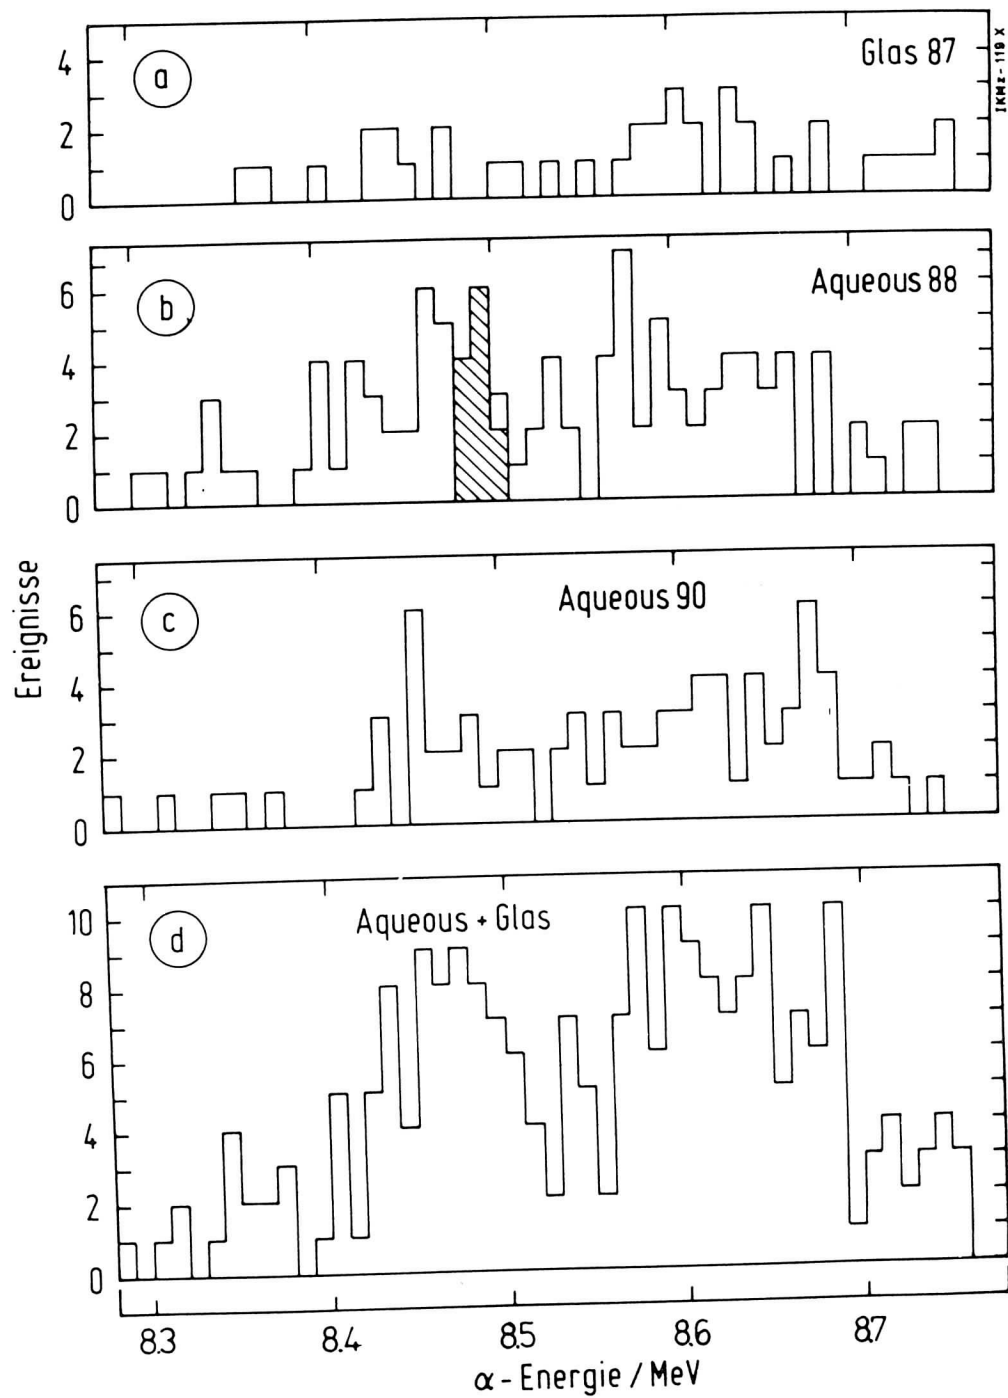 IKMz-119 X
a
Glas 87
4
2
0
b
Aqueous 88
6
4
2
0
Ereignisse
c
Aqueous 90
6
4
2
0
d
Aqueous + Glas
10
8
6
4
2
0
8.3 8.4 8.5 8.6 8.7
α - Energie / MeV